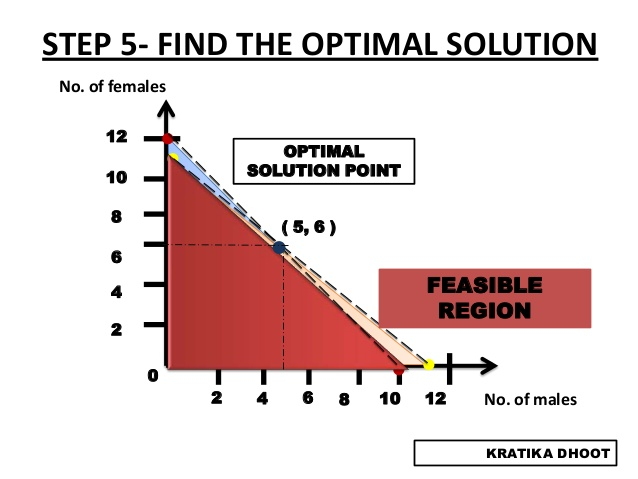 STEP 5- FIND THE OPTIMAL SOLUTION
No. of females
12
10
8
6
4
2
0
OPTIMAL
SOLUTION POINT
( 5, 6 )
FEASIBLE
REGION
2 4 6 8 10 12
No. of males
KRATIKA DHOOT